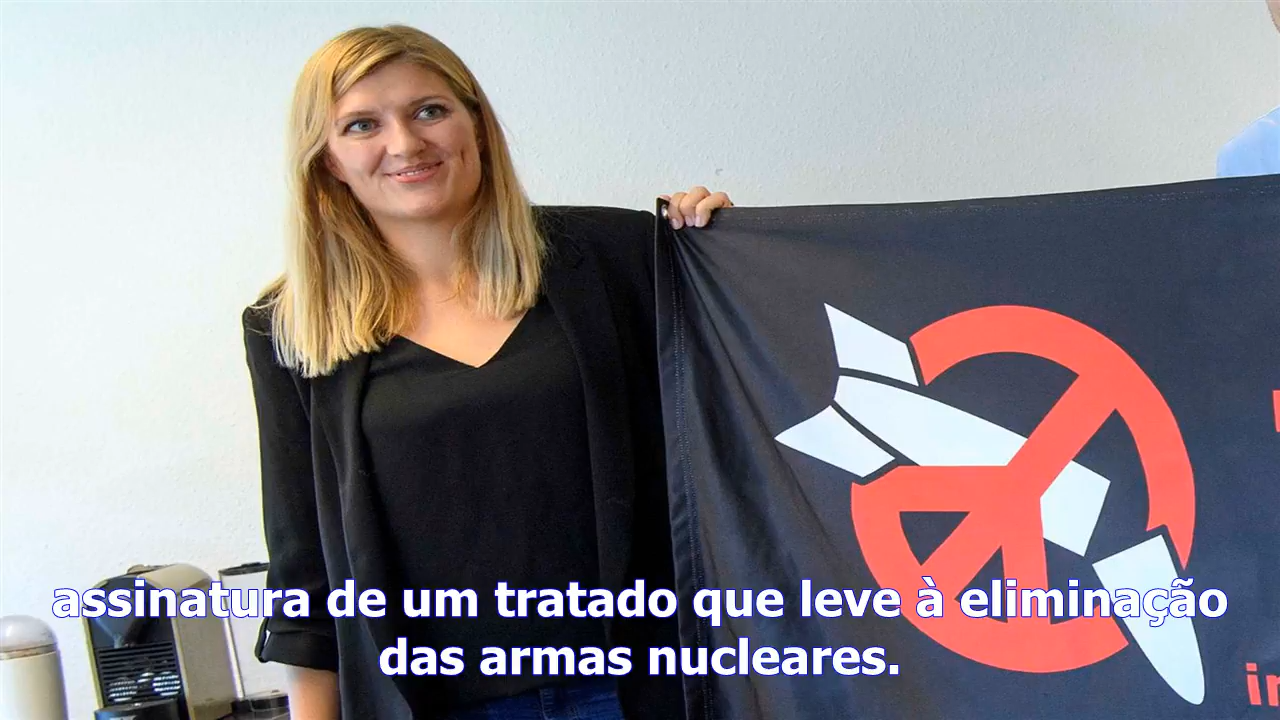 assinatura de um tratado que leve à eliminação
das armas nucleares.